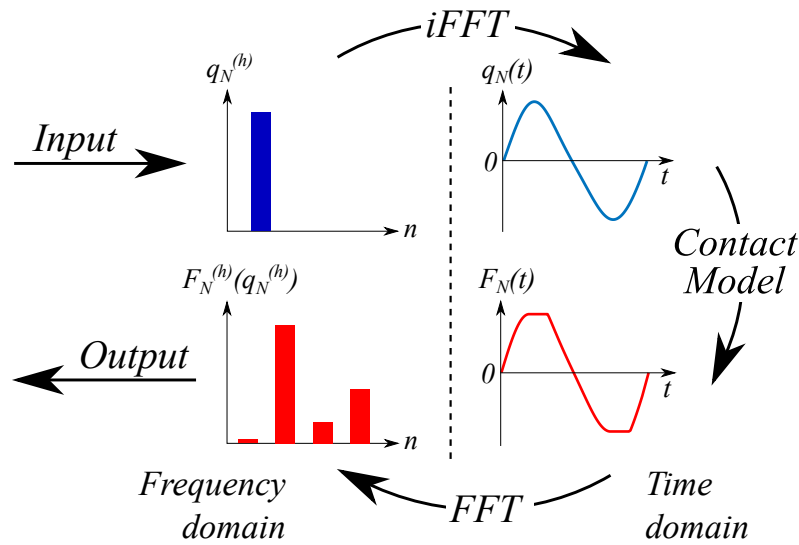 iFFT
q_N^(h)
q_N(t)
Input
0
t
n
Contact
Model
F_N^(h)(q_N^(h))
F_N(t)
Output
0
t
n
Frequency
domain
FFT
Time
domain